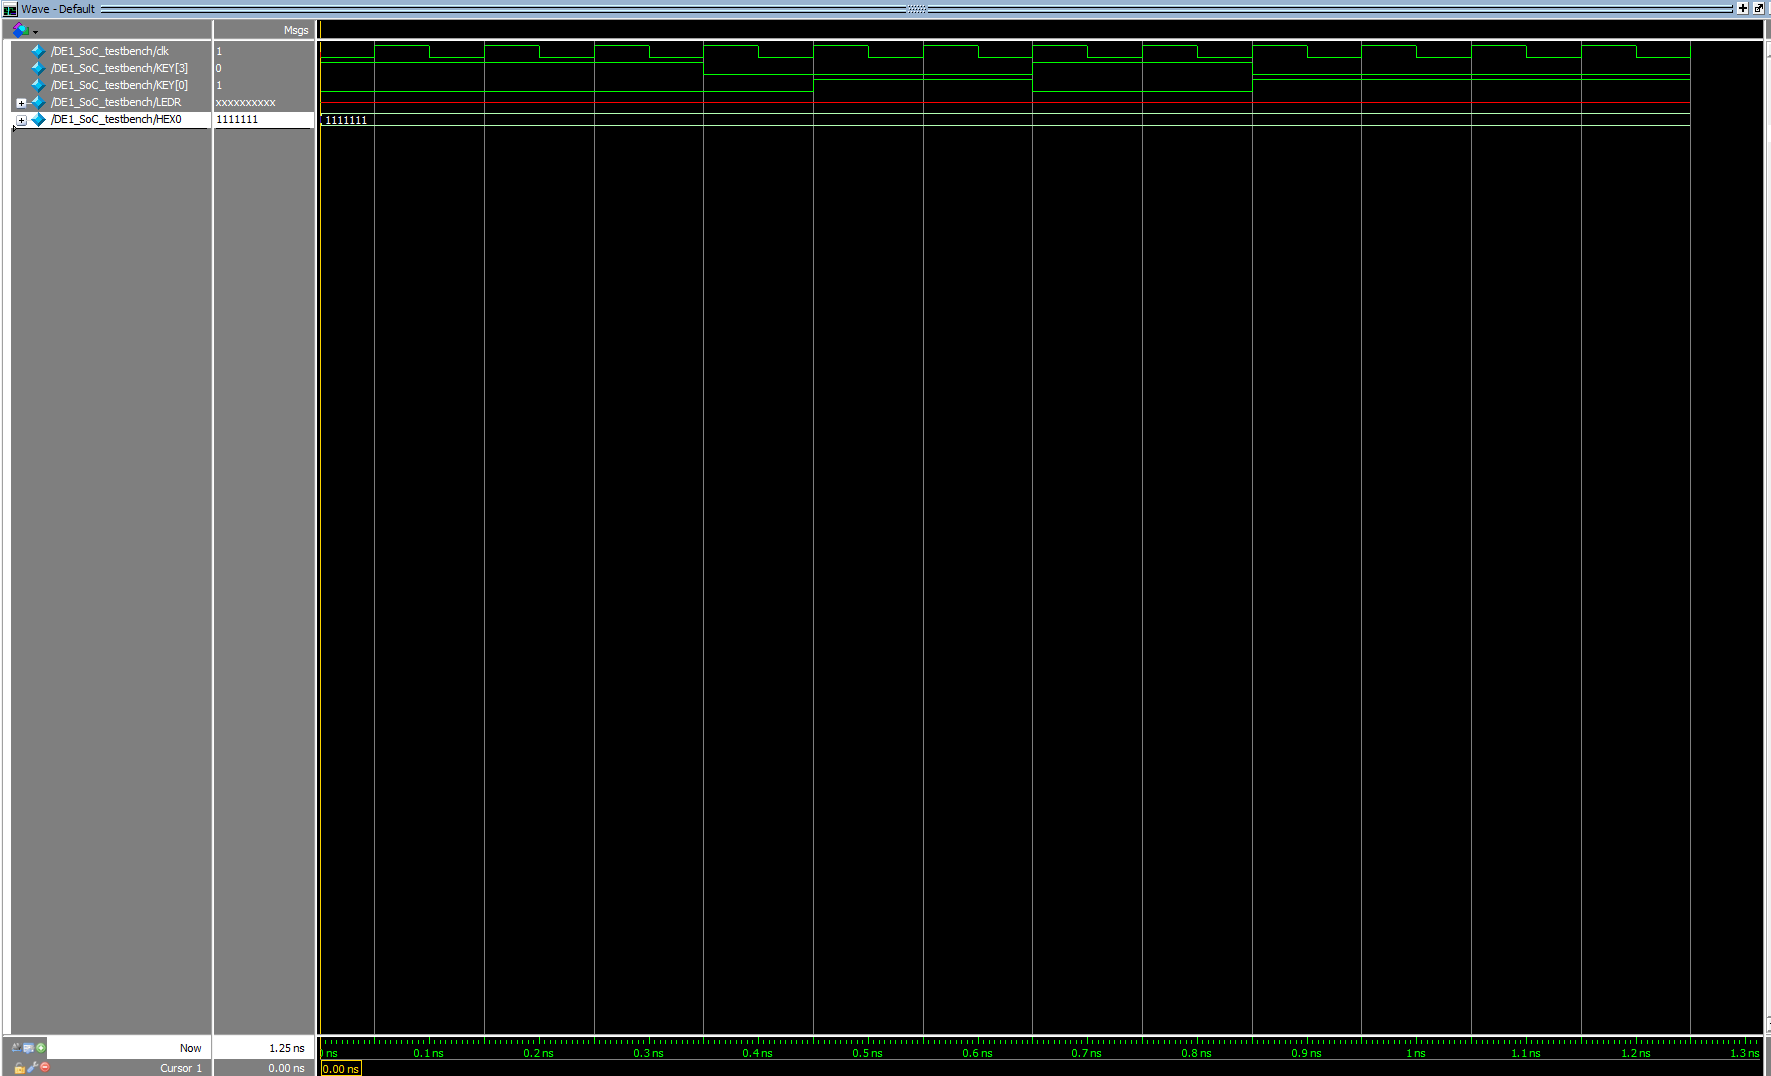 Wave - Default
Msgs
/DE1_SoC_testbench/clk 1
/DE1_SoC_testbench/KEY[3] 0
/DE1_SoC_testbench/KEY[0] 1
/DE1_SoC_testbench/LEDR xxxxxxxxxx
/DE1_SoC_testbench/HEX0 1111111 1111111
Now 1.25 ns ns 0.1 ns 0.2 ns 0.3 ns 0.4 ns 0.5 ns 0.6 ns 0.7 ns 0.8 ns 0.9 ns 1 ns 1.1 ns 1.2 ns 1.3 ns
Cursor 1 0.00 ns 0.00 ns